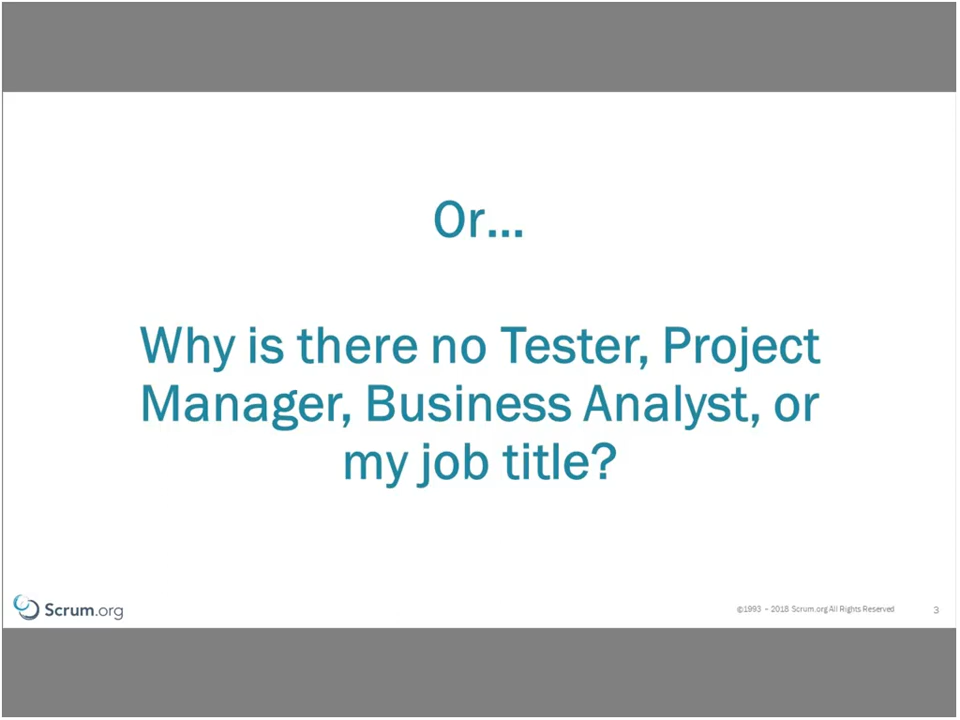 Or...
Why is there no Tester, Project
Manager, Business Analyst, or
my job title?
Scrum.org
©1993 – 2018 Scrum.org All Rights Reserved
3